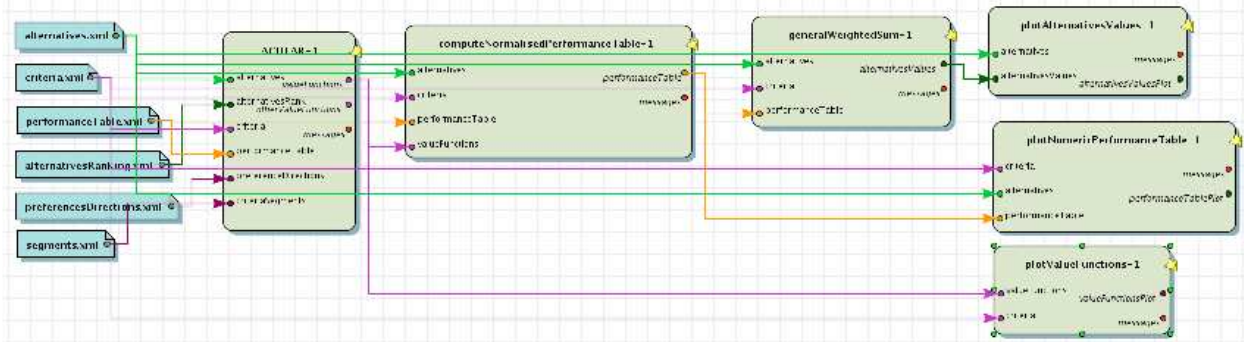 alternatives.xml
criteria.xml
performanceTable.xml
alternativesRanking.xml
preferencesDirections.xml
segments.xml
ACUTAR-1
alternatives
valueFunctions
alternativesRank
otherValueFunctions
criteria
messages
performanceTable
preferenceDirections
criteriaSegments
computeNormalisedPerformanceTable-1
alternatives
performanceTable
criteria
messages
performanceTable
valueFunctions
generalWeightedSum-1
alternatives
alternativesValues
criteria
messages
performanceTable
plotAlternativesValues-1
alternatives
messages
alternativesValues
alternativesValuesPlot
plotNumericPerformanceTable-1
criteria
messages
alternatives
performanceTablePlot
performanceTable
plotValueFunctions-1
valueFunctions
valueFunctionsPlot
criteria
messages